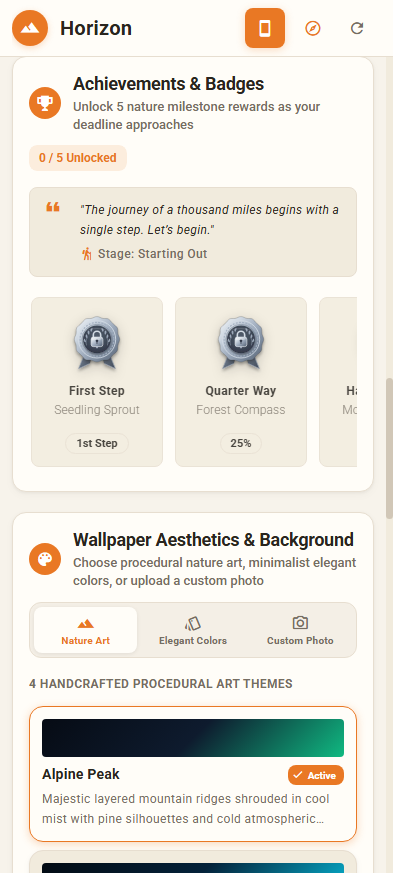 Horizon
Achievements & Badges
Unlock 5 nature milestone rewards as your
deadline approaches
0 / 5 Unlocked
"The journey of a thousand miles begins with a
single step. Let's begin."
Stage: Starting Out
First Step
Seedling Sprout
1st Step
Quarter Way
Forest Compass
25%
Wallpaper Aesthetics & Background
Choose procedural nature art, minimalist elegant
colors, or upload a custom photo
Nature Art
Elegant Colors
Custom Photo
4 HANDCRAFTED PROCEDURAL ART THEMES
Alpine Peak
Active
Majestic layered mountain ridges shrouded in cool
mist with pine silhouettes and cold atmospheric…